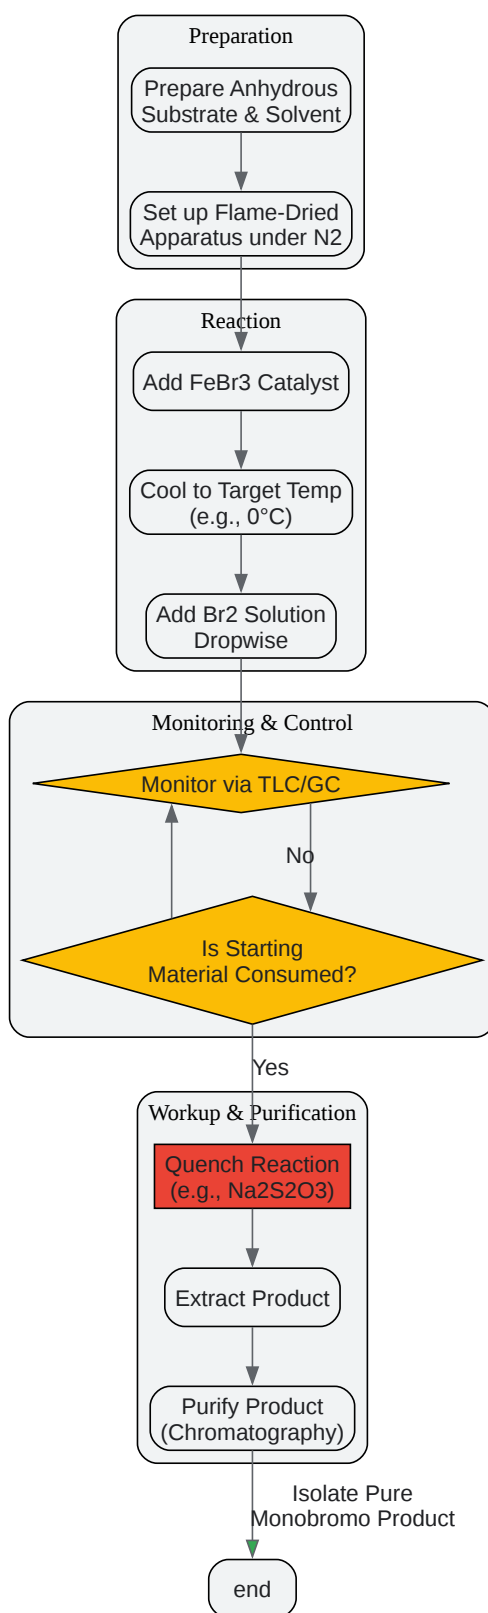 Preparation
Prepare Anhydrous
Substrate & Solvent
Set up Flame-Dried
Apparatus under N2
Reaction
Add FeBr3 Catalyst
Cool to Target Temp
(e.g., 0°C)
Add Br2 Solution
Dropwise
Monitoring & Control
Monitor via TLC/GC
No
Is Starting
Material Consumed?
Yes
Workup & Purification
Quench Reaction
(e.g., Na2S2O3)
Extract Product
Purify Product
(Chromatography)
Isolate Pure
Monobromo Product
end